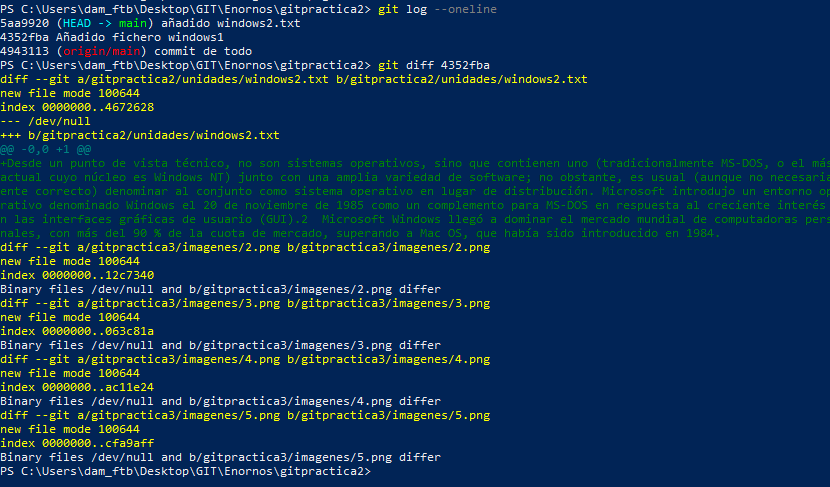 PS C:\Users\dam_ftb\Desktop\GIT\Enornos\gitpractica2> git log --oneline
5aa9920 (HEAD -> main) añadido windows2.txt
4352fba Añadido fichero windows1
4943113 (origin/main) commit de todo
PS C:\Users\dam_ftb\Desktop\GIT\Enornos\gitpractica2> git diff 4352fba
diff --git a/gitpractica2/unidades/windows2.txt b/gitpractica2/unidades/windows2.txt
new file mode 100644
index 0000000..4672628
--- /dev/null
+++ b/gitpractica2/unidades/windows2.txt
@@ -0,0 +1 @@
+Desde un punto de vista técnico, no son sistemas operativos, sino que contienen uno (tradicionalmente MS-DOS, o el más
actual cuyo núcleo es Windows NT) junto con una amplia variedad de software; no obstante, es usual (aunque no necesaria
ente correcto) denominar al conjunto como sistema operativo en lugar de distribución. Microsoft introdujo un entorno op
rativo denominado Windows el 20 de noviembre de 1985 como un complemento para MS-DOS en respuesta al creciente interés
n las interfaces gráficas de usuario (GUI).2  Microsoft Windows llegó a dominar el mercado mundial de computadoras pers
nales, con más del 90 % de la cuota de mercado, superando a Mac OS, que había sido introducido en 1984.
diff --git a/gitpractica3/imagenes/2.png b/gitpractica3/imagenes/2.png
new file mode 100644
index 0000000..12c7340
Binary files /dev/null and b/gitpractica3/imagenes/2.png differ
diff --git a/gitpractica3/imagenes/3.png b/gitpractica3/imagenes/3.png
new file mode 100644
index 0000000..063c81a
Binary files /dev/null and b/gitpractica3/imagenes/3.png differ
diff --git a/gitpractica3/imagenes/4.png b/gitpractica3/imagenes/4.png
new file mode 100644
index 0000000..ac11e24
Binary files /dev/null and b/gitpractica3/imagenes/4.png differ
diff --git a/gitpractica3/imagenes/5.png b/gitpractica3/imagenes/5.png
new file mode 100644
index 0000000..cfa9aff
Binary files /dev/null and b/gitpractica3/imagenes/5.png differ
PS C:\Users\dam_ftb\Desktop\GIT\Enornos\gitpractica2>